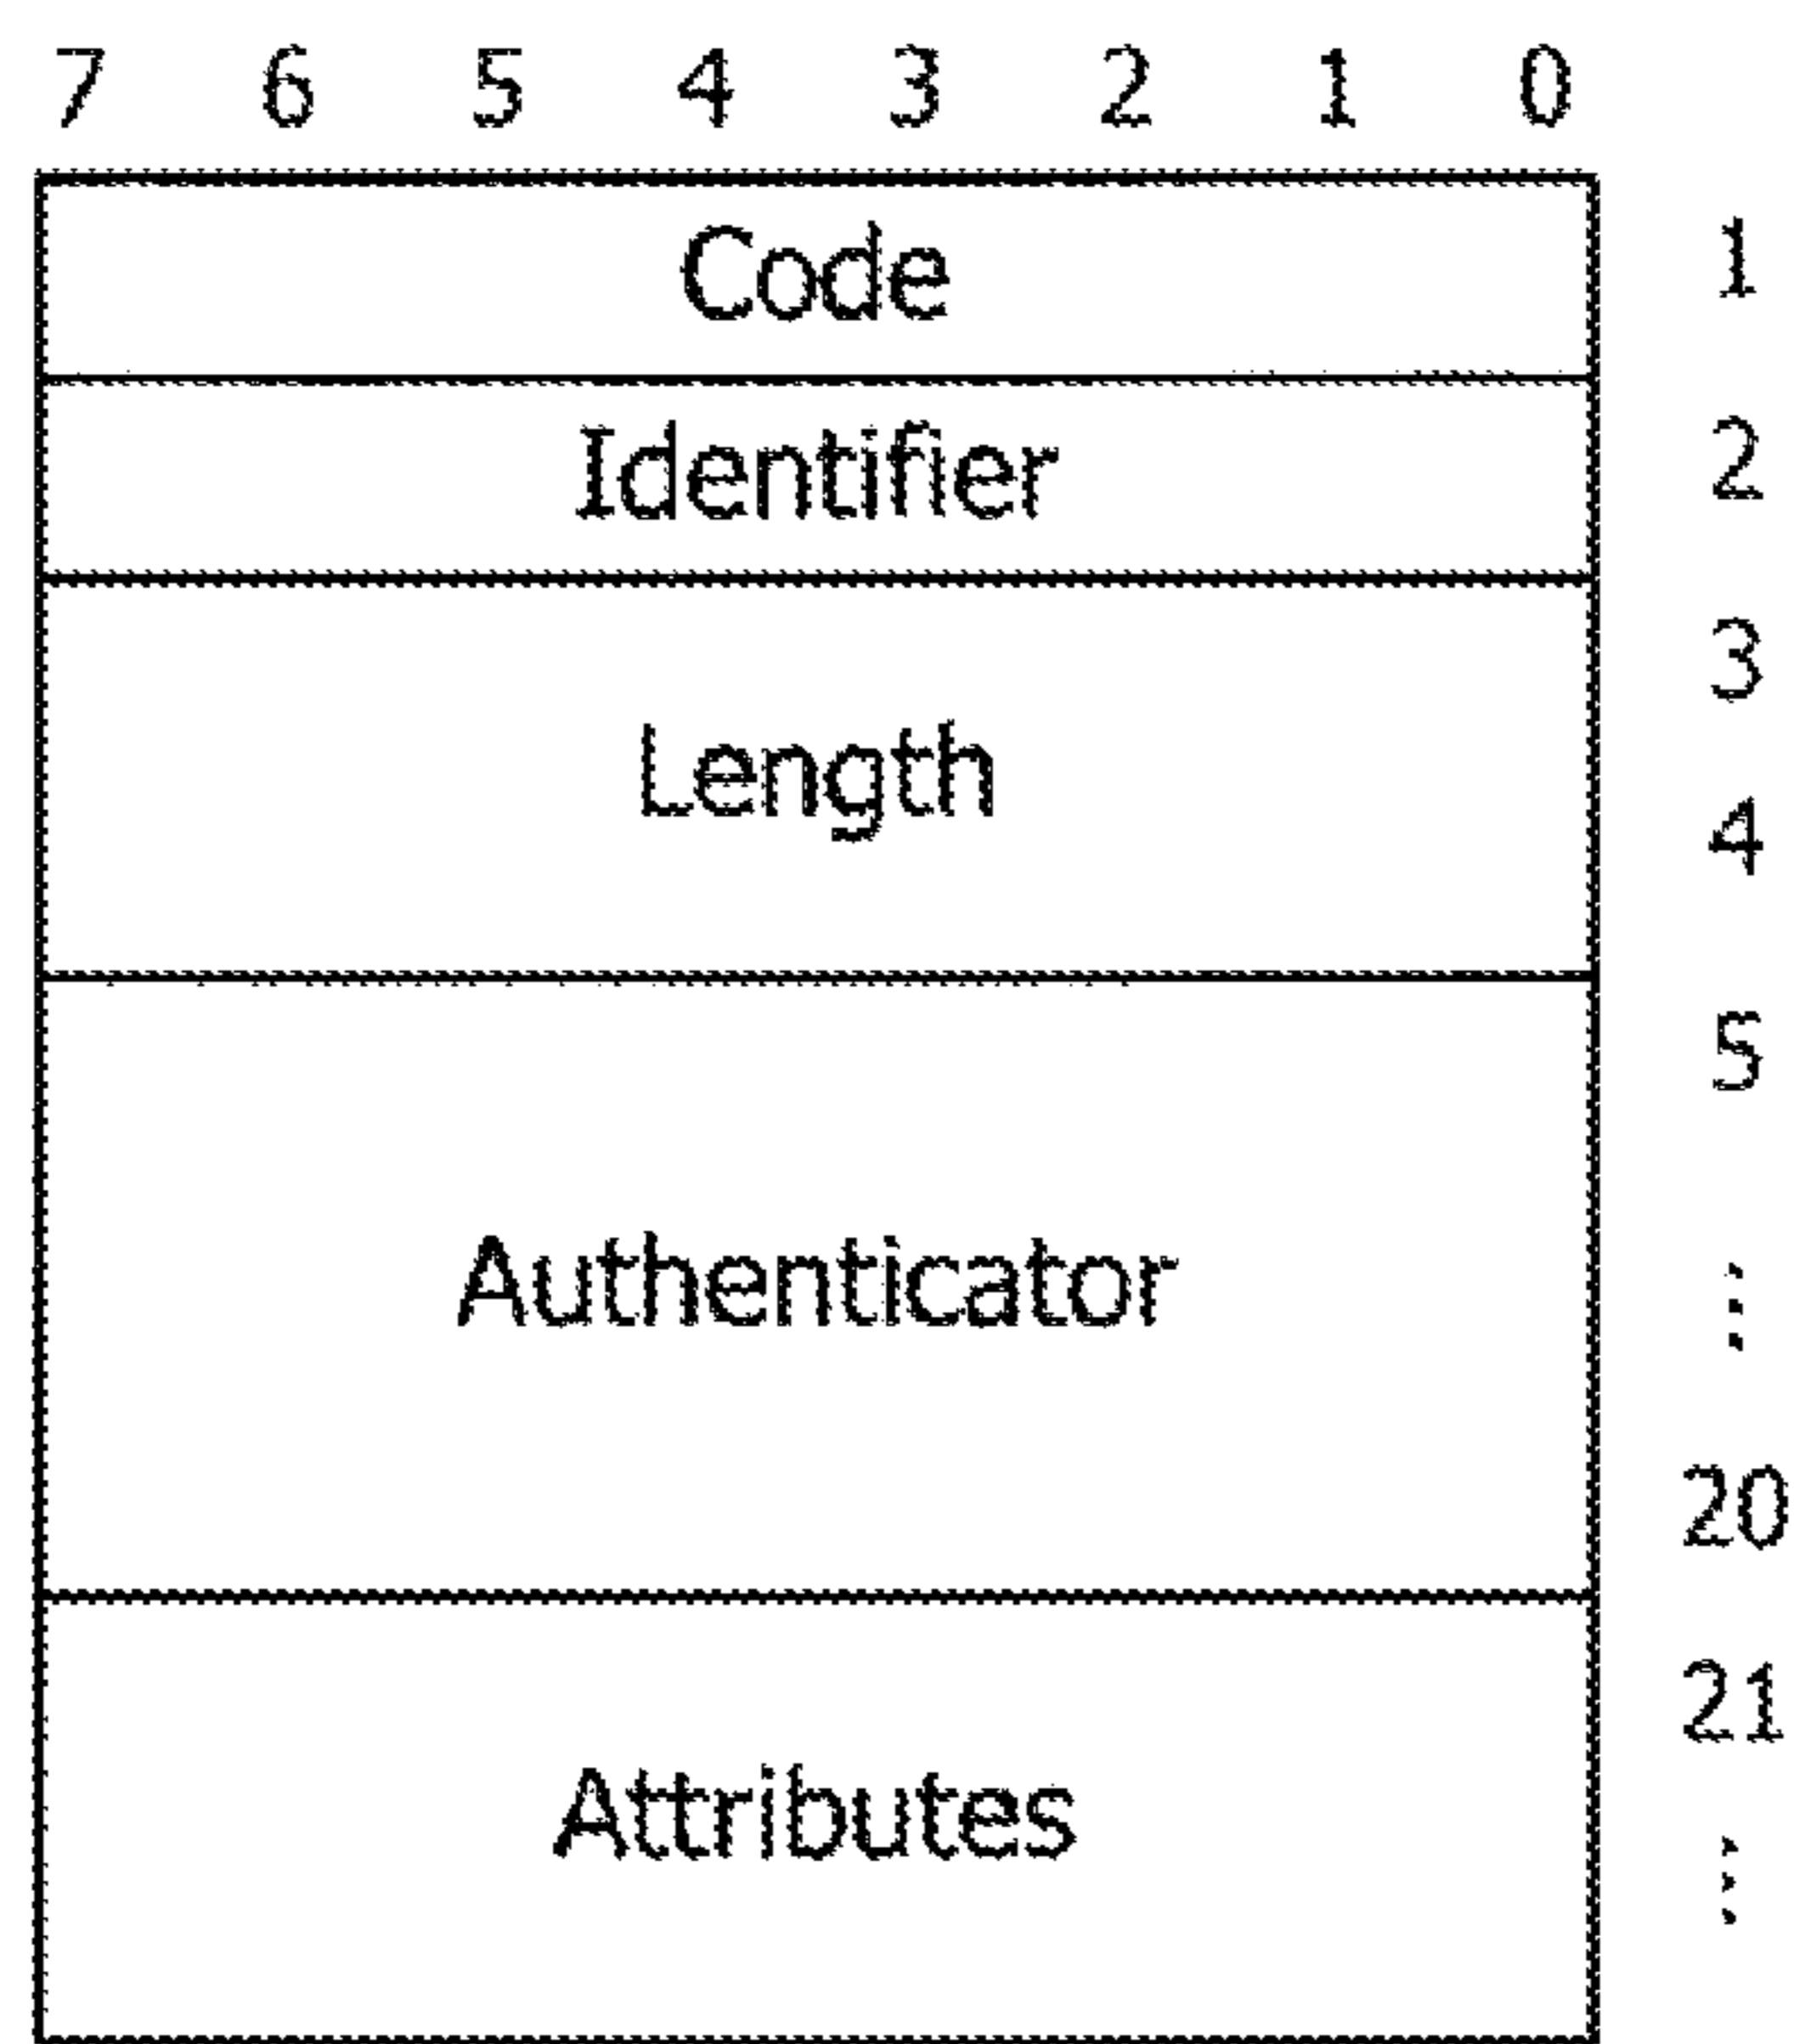 7 6 5 4 3 2 1 0
Code 1
Identifier 2
3
Length
4
5
Authenticator
⋮
20
21
Attributes
⋮